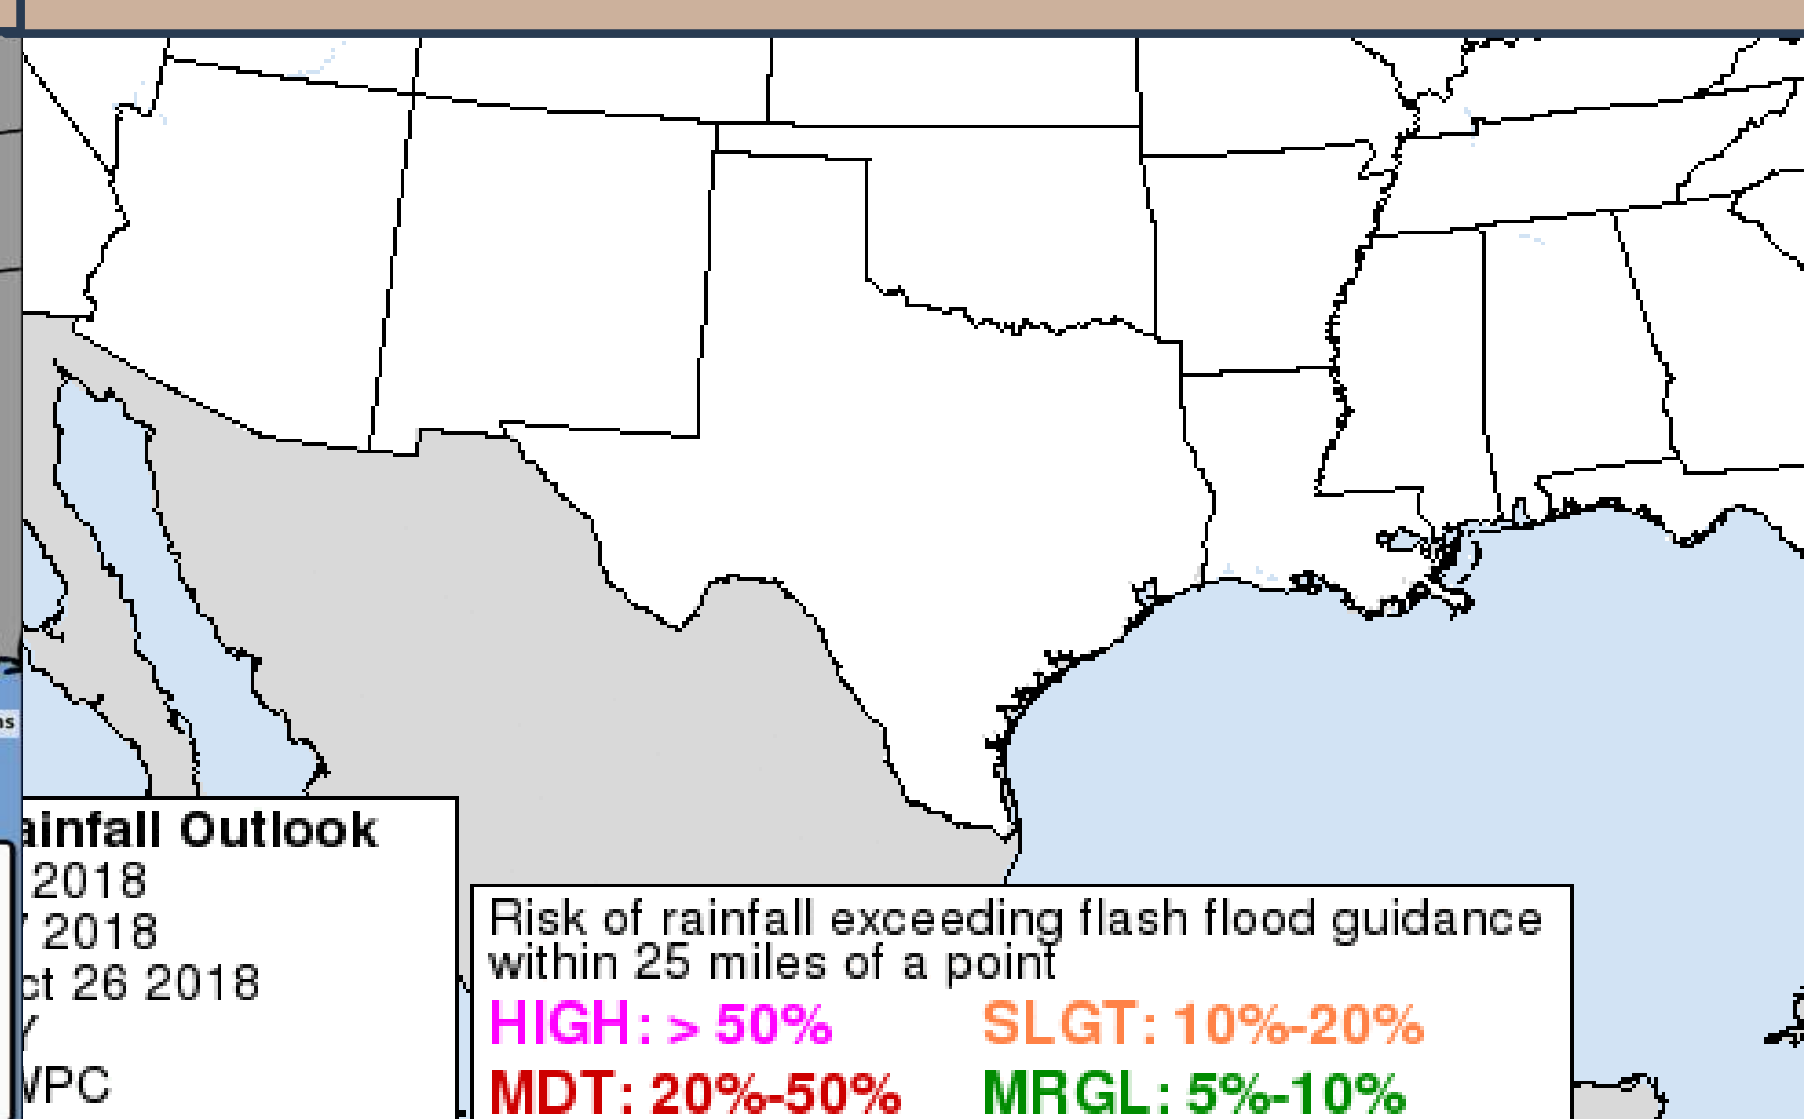 ainfall Outlook
2018
2018
ct 26 2018
WPC
Risk of rainfall exceeding flash flood guidance
within 25 miles of a point
HIGH: > 50% SLGT: 10%-20%
MDT: 20%-50% MRGL: 5%-10%